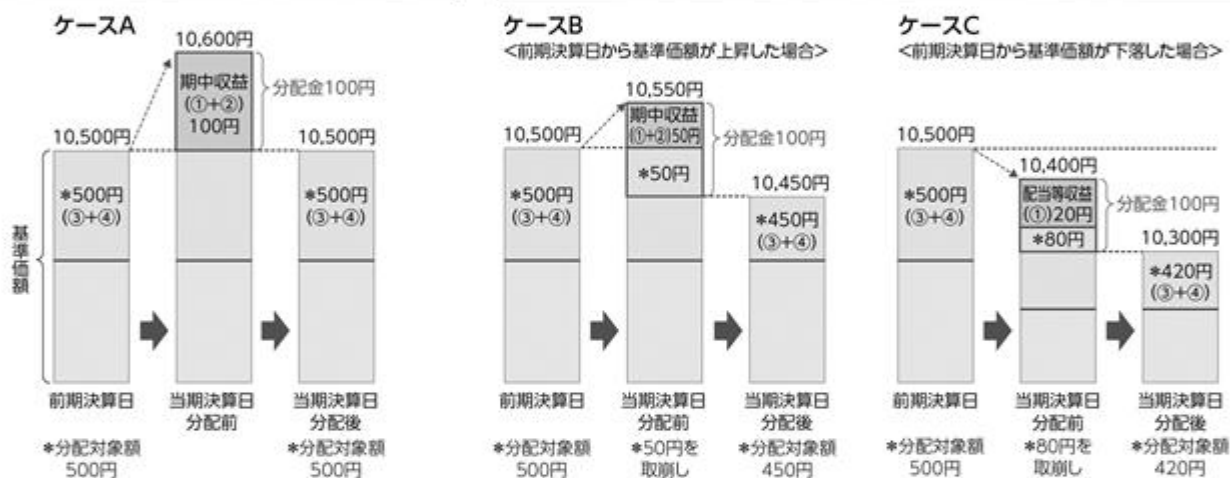 ケースA
10,600円
期中収益
(①+②)
100円
分配金100円
10,500円
10,500円
*500円
(③+④)
*500円
(③+④)
基準価額
前期決算日
当期決算日
分配前
当期決算日
分配後
*分配対象額
500円
*分配対象額
500円
ケースB
<前期決算日から基準価額が上昇した場合>
10,550円
期中収益
(①+②)50円
分配金100円
10,500円
*50円
10,450円
*500円
(③+④)
*450円
(③+④)
前期決算日
当期決算日
分配前
当期決算日
分配後
*分配対象額
500円
*50円を
取崩し
*分配対象額
450円
ケースC
<前期決算日から基準価額が下落した場合>
10,500円
10,400円
配当等収益
(①)20円
分配金100円
*500円
(③+④)
*80円
10,300円
*420円
(③+④)
前期決算日
当期決算日
分配前
当期決算日
分配後
*分配対象額
500円
*80円を
取崩し
*分配対象額
420円